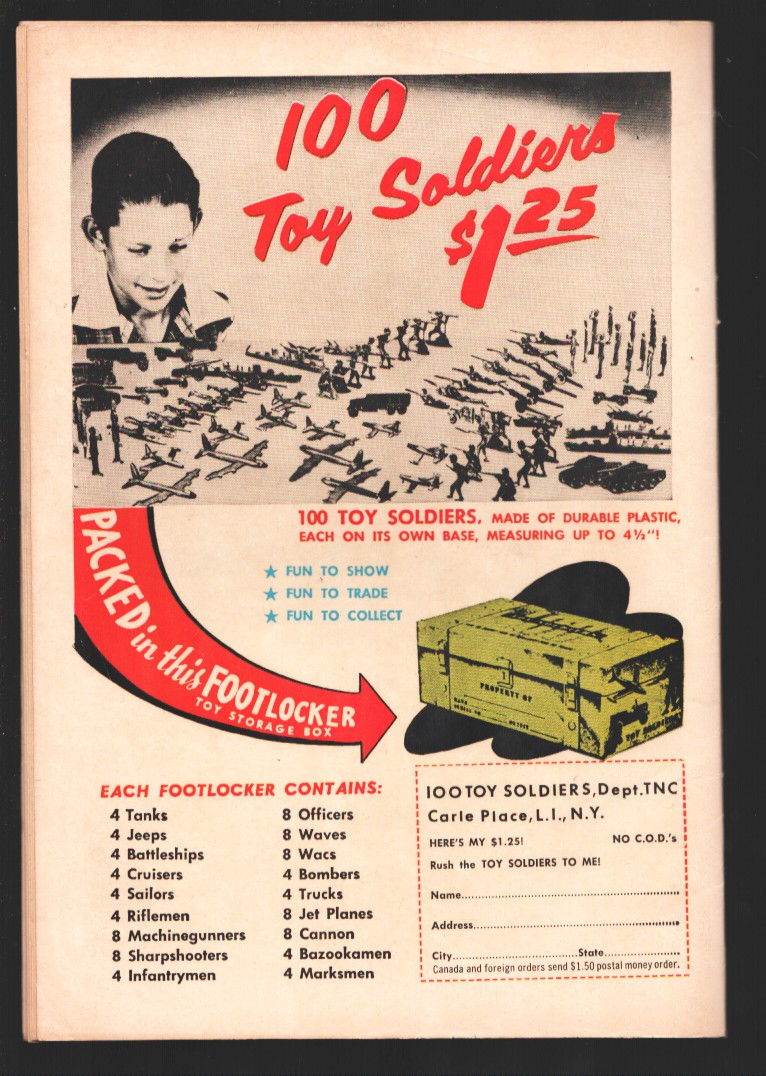 100
Toy Soldiers
$1.25
100 TOY SOLDIERS, MADE OF DURABLE PLASTIC,
EACH ON ITS OWN BASE, MEASURING UP TO 4½"!
★ FUN TO SHOW
★ FUN TO TRADE
★ FUN TO COLLECT
PACKED in this FOOTLOCKER
TOY STORAGE BOX
PROPERTY OF
TOY SOLDIERS
EACH FOOTLOCKER CONTAINS:
4 Tanks
4 Jeeps
4 Battleships
4 Cruisers
4 Sailors
4 Riflemen
8 Machinegunners
8 Sharpshooters
4 Infantrymen
8 Officers
8 Waves
8 Wacs
4 Bombers
4 Trucks
8 Jet Planes
8 Cannon
4 Bazookamen
4 Marksmen
100 TOY SOLDIERS, Dept. TNC
Carle Place, L.I., N.Y.
HERE'S MY $1.25! NO C.O.D.'s
Rush the TOY SOLDIERS TO ME!
Name
Address
City State
Canada and foreign orders send $1.50 postal money order.